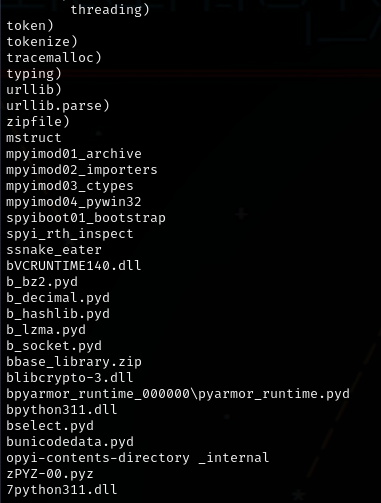 threading)
token)
tokenize)
tracemalloc)
typing)
urllib)
urllib.parse)
zipfile)
mstruct
mpyimod01_archive
mpyimod02_importers
mpyimod03_ctypes
mpyimod04_pywin32
spyiboot01_bootstrap
spyi_rth_inspect
ssnake_eater
bVCRUNTIME140.dll
b_bz2.pyd
b_decimal.pyd
b_hashlib.pyd
b_lzma.pyd
b_socket.pyd
bbase_library.zip
blibcrypto-3.dll
bpyarmor_runtime_000000\pyarmor_runtime.pyd
bpython311.dll
bselect.pyd
bunicodedata.pyd
opyi-contents-directory _internal
zPYZ-00.pyz
7python311.dll